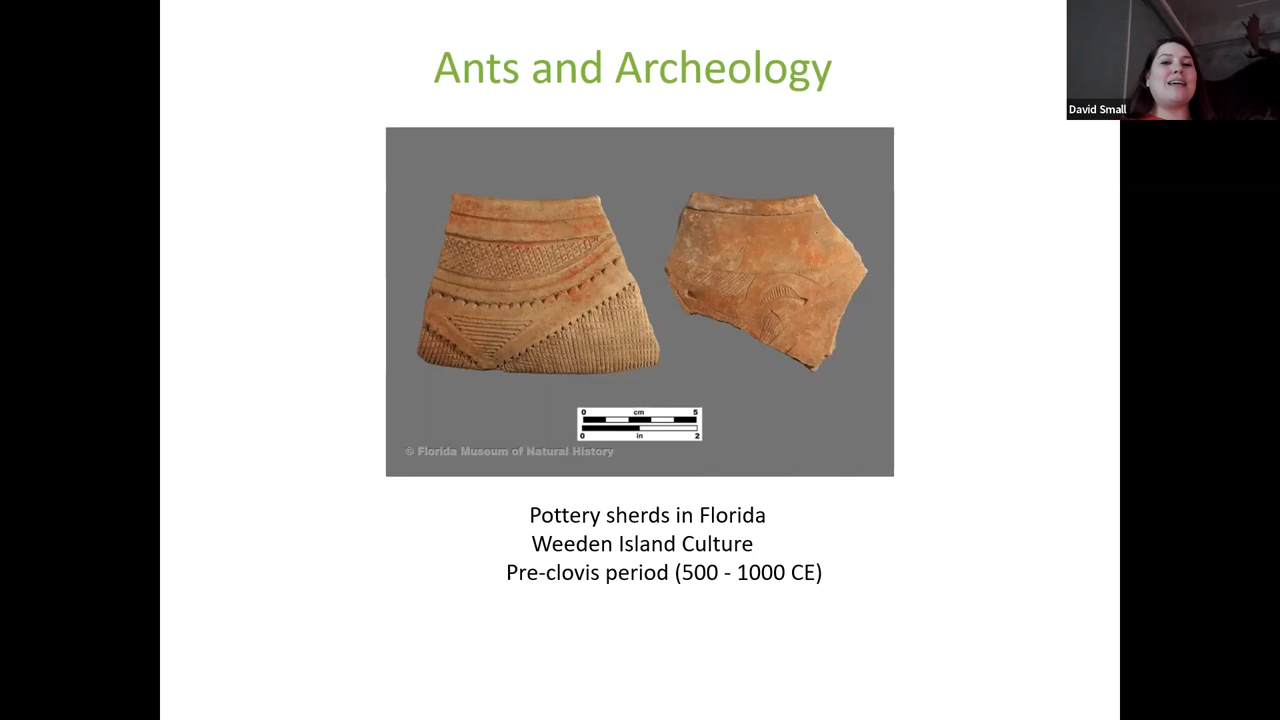 Ants and Archeology
David Small
0 cm 5
0 in 2
© Florida Museum of Natural History
Pottery sherds in Florida
Weeden Island Culture
Pre-clovis period (500 - 1000 CE)